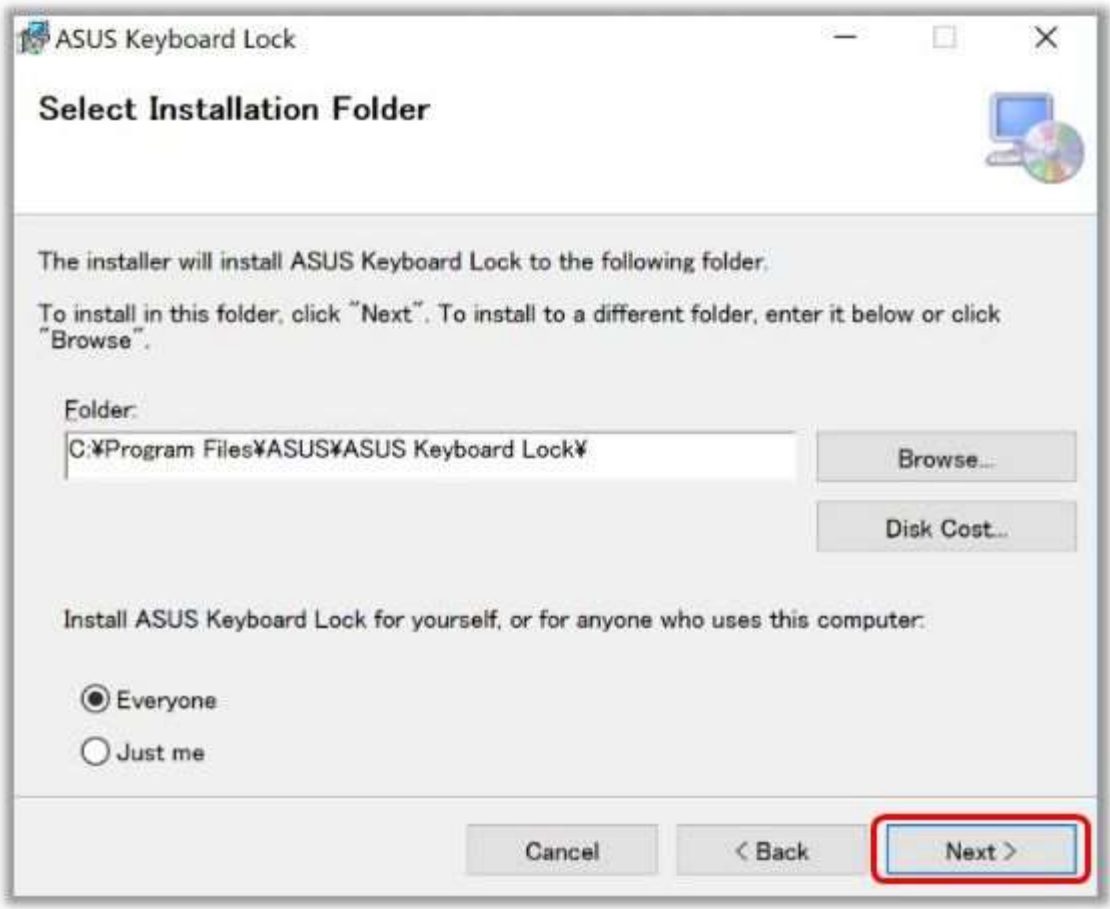 ASUS Keyboard Lock
Select Installation Folder
The installer will install ASUS Keyboard Lock to the following folder.
To install in this folder, click "Next". To install to a different folder, enter it below or click
"Browse".
Folder:
C:¥Program Files¥ASUS¥ASUS Keyboard Lock¥
Browse...
Disk Cost...
Install ASUS Keyboard Lock for yourself, or for anyone who uses this computer:
Everyone
Just me
Cancel
< Back
Next >